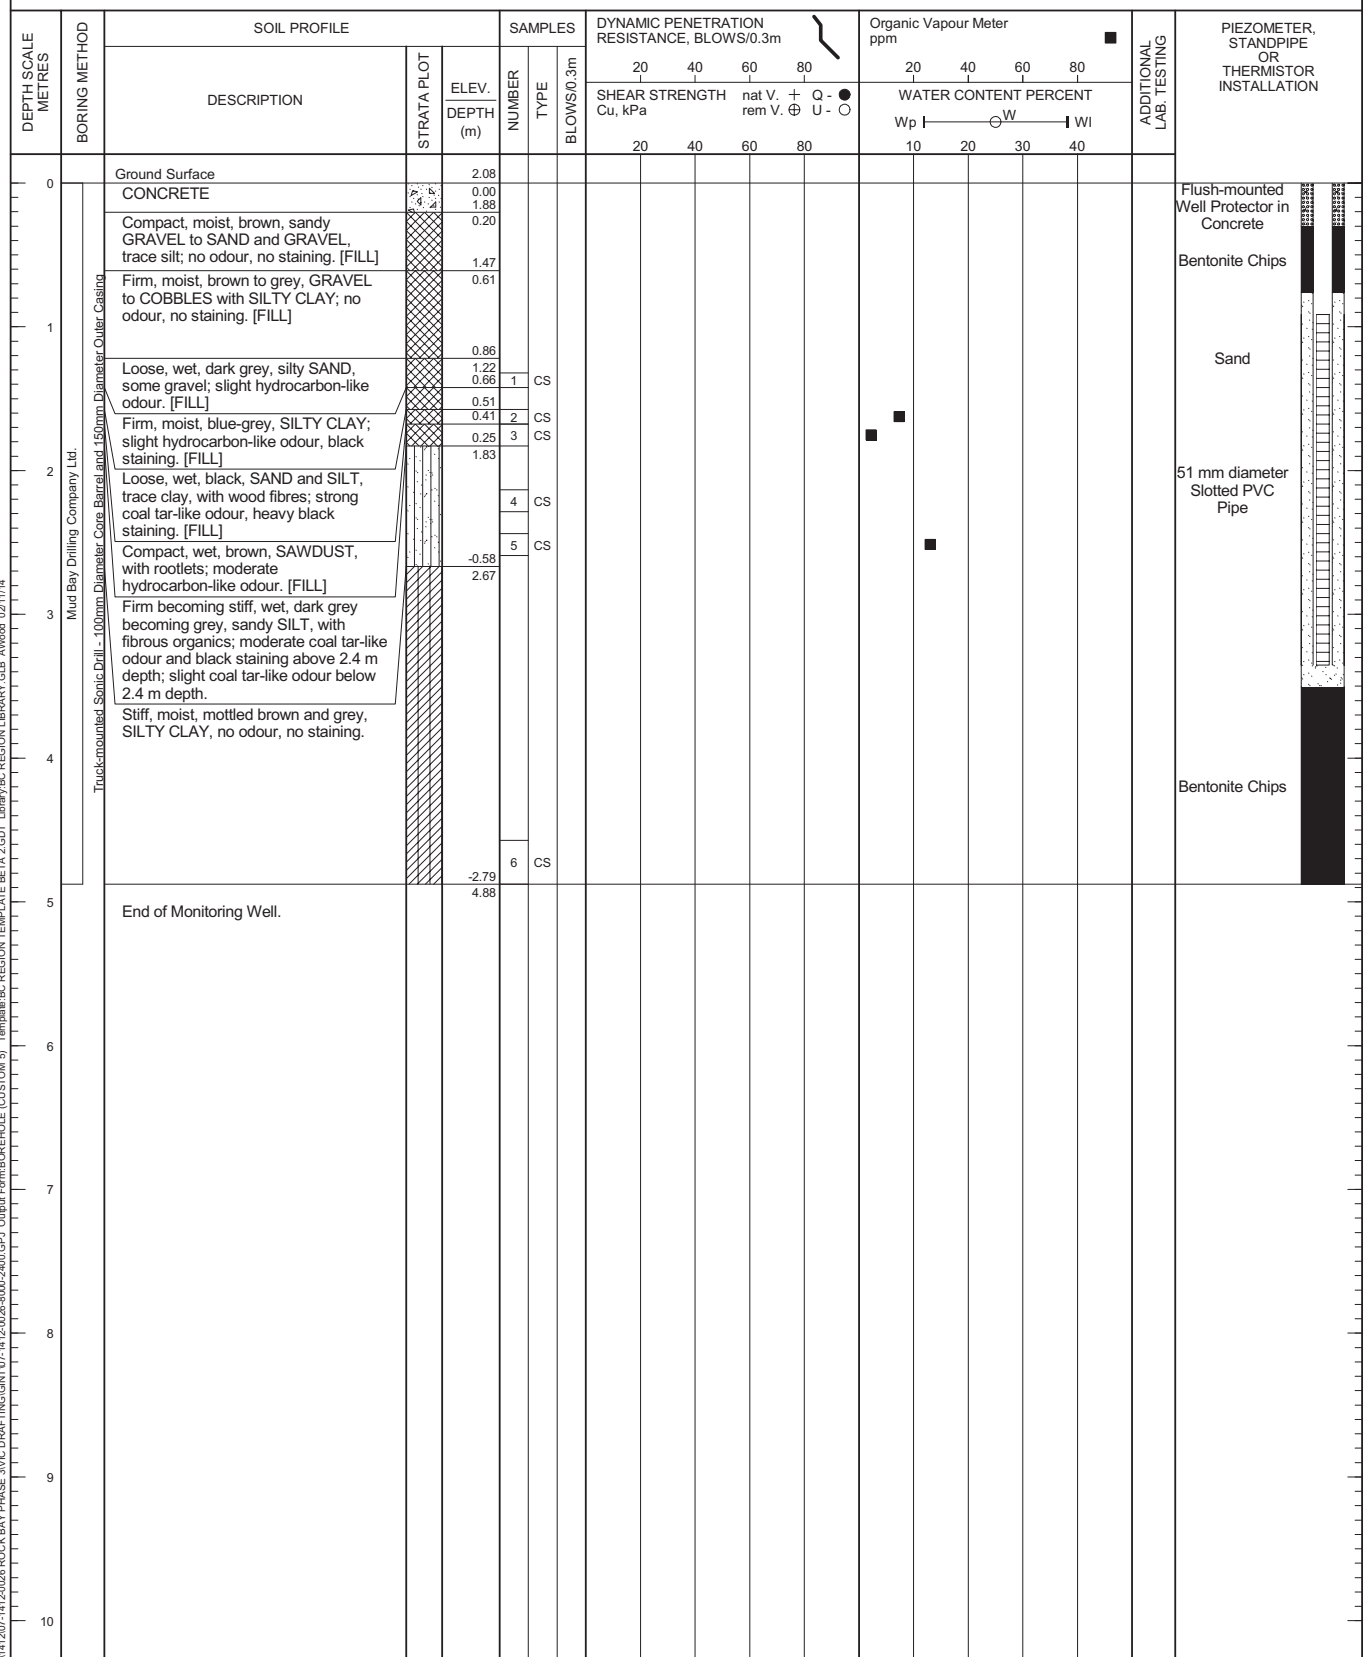 DEPTH SCALE
METRES
BORING METHOD
SOIL PROFILE
DESCRIPTION
STRATA PLOT
ELEV.
DEPTH
(m)
SAMPLES
NUMBER
TYPE
BLOWS/0.3m
DYNAMIC PENETRATION
RESISTANCE, BLOWS/0.3m
20 40 60 80
SHEAR STRENGTH nat V. + Q - ●
Cu, kPa rem V. ⊕ U - ○
20 40 60 80
Organic Vapour Meter
ppm ■
20 40 60 80
WATER CONTENT PERCENT
Wp W Wl
10 20 30 40
ADDITIONAL
LAB. TESTING
PIEZOMETER,
STANDPIPE
OR
THERMISTOR
INSTALLATION
0
1
2
3
4
5
6
7
8
9
10
Mud Bay Drilling Company Ltd.
Truck-mounted Sonic Drill - 100mm Diameter Core Barrel and 150mm Diameter Outer Casing
Ground Surface 2.08
CONCRETE 0.00
1.88
Compact, moist, brown, sandy 0.20
GRAVEL to SAND and GRAVEL,
trace silt; no odour, no staining. [FILL]
1.47
Firm, moist, brown to grey, GRAVEL 0.61
to COBBLES with SILTY CLAY; no
odour, no staining. [FILL]
0.86
Loose, wet, dark grey, silty SAND, 1.22
some gravel; slight hydrocarbon-like 0.66
odour. [FILL]
0.51
Firm, moist, blue-grey, SILTY CLAY; 0.41
slight hydrocarbon-like odour, black 0.25
staining. [FILL] 1.83
Loose, wet, black, SAND and SILT,
trace clay, with wood fibres; strong
coal tar-like odour, heavy black
staining. [FILL]
Compact, wet, brown, SAWDUST, -0.58
with rootlets; moderate 2.67
hydrocarbon-like odour. [FILL]
Firm becoming stiff, wet, dark grey
becoming grey, sandy SILT, with
fibrous organics; moderate coal tar-like
odour and black staining above 2.4 m
depth; slight coal tar-like odour below
2.4 m depth.
Stiff, moist, mottled brown and grey,
SILTY CLAY, no odour, no staining.
-2.79
4.88
End of Monitoring Well.
1 CS
2 CS
3 CS
4 CS
5 CS
6 CS
Flush-mounted
Well Protector in
Concrete
Bentonite Chips
Sand
51 mm diameter
Slotted PVC
Pipe
Bentonite Chips